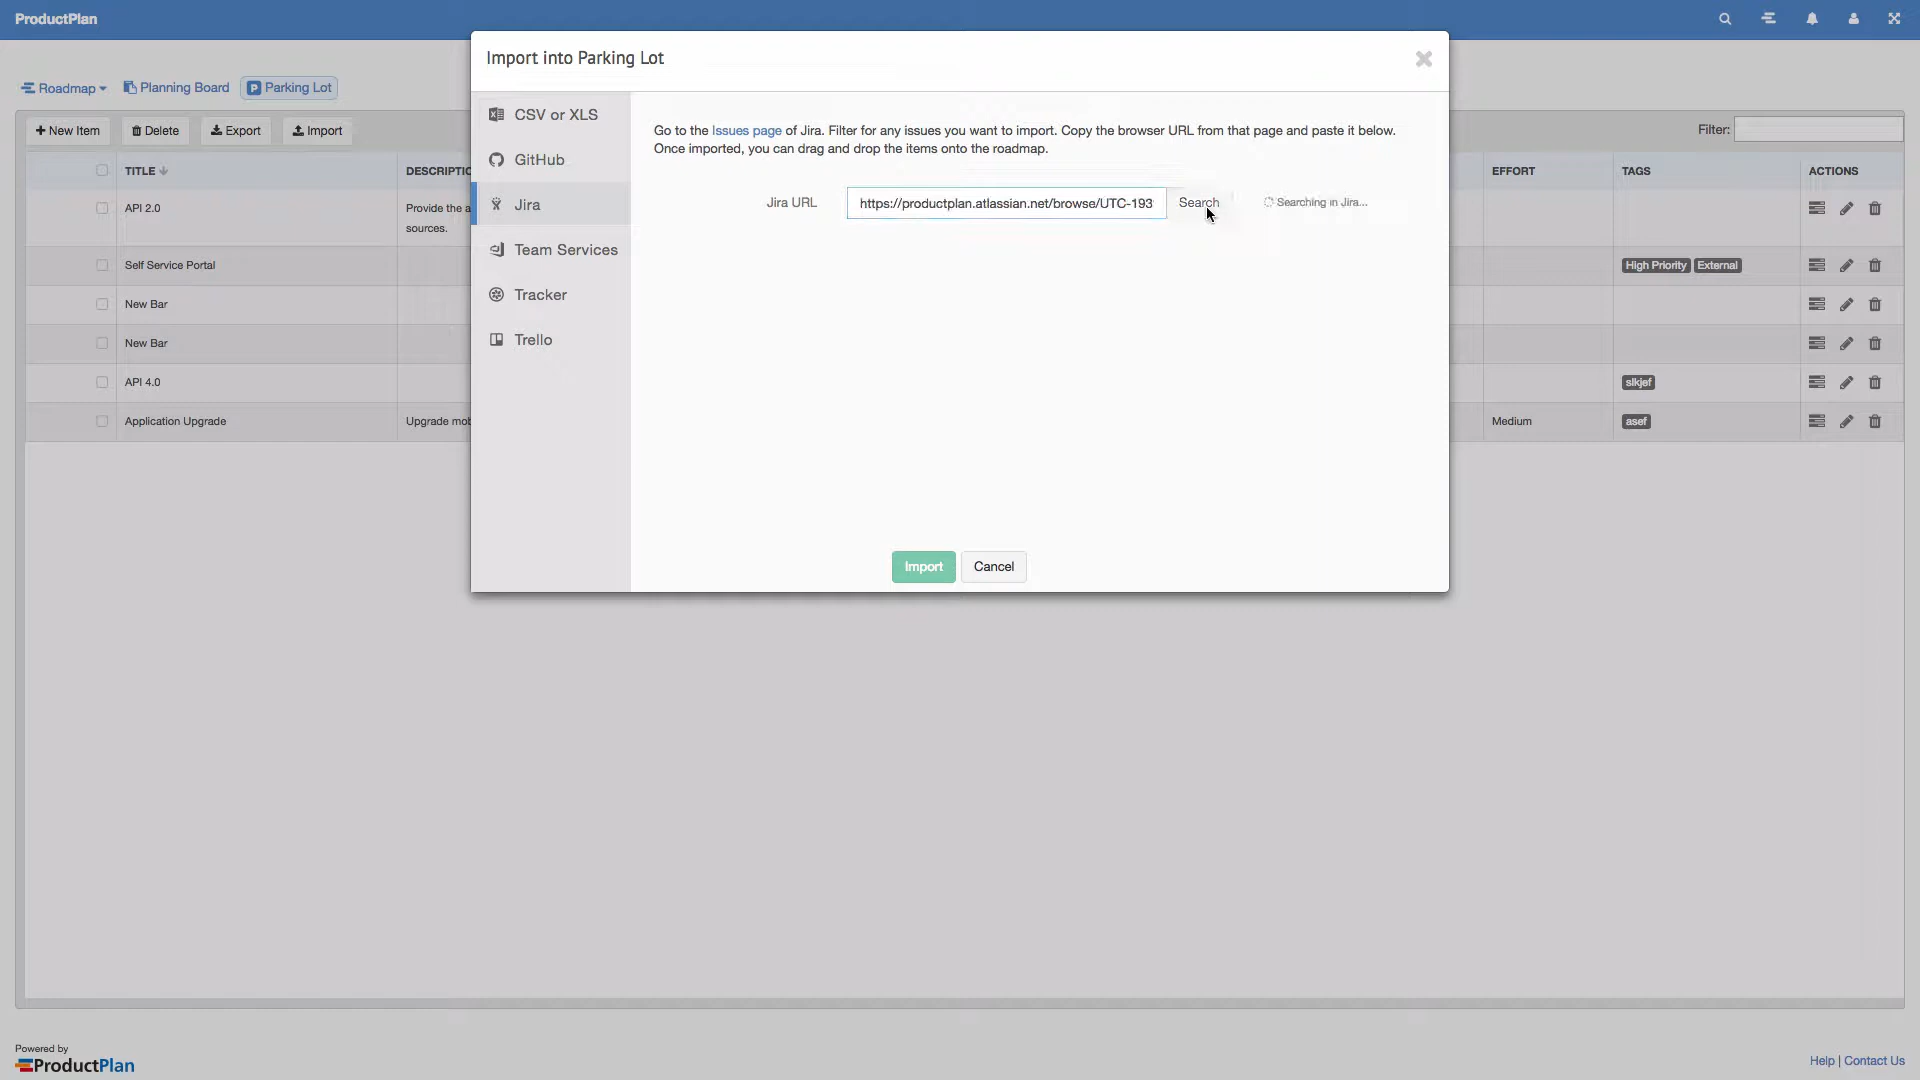 ProductPlan
Import into Parking Lot
Roadmap
Planning Board
Parking Lot
New Item
Delete
Export
Import
Filter:
CSV or XLS
GitHub
Jira
Team Services
Tracker
Trello
Go to the Issues page of Jira. Filter for any issues you want to import. Copy the browser URL from that page and paste it below.
Once imported, you can drag and drop the items onto the roadmap.
Jira URL
https://productplan.atlassian.net/browse/UTC-193
Search
Searching in Jira...
Import
Cancel
TITLE
EFFORT
TAGS
ACTIONS
API 2.0
Provide the
sources.
Self Service Portal
High Priority
External
New Bar
New Bar
API 4.0
slkjef
Application Upgrade
Upgrade
Medium
asef
Powered by
ProductPlan
Help | Contact Us